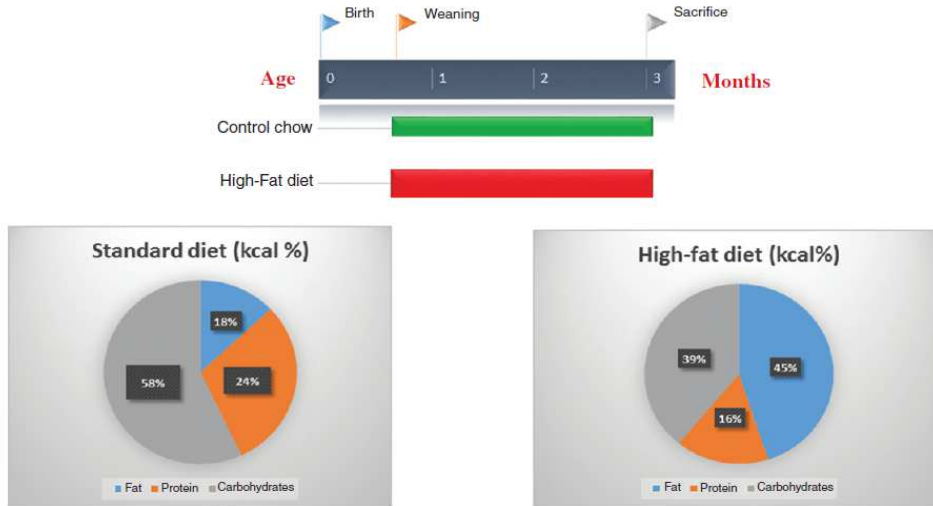 Birth
Weaning
Sacrifice
Age
0
1
2
3
Months
Control chow
High-Fat diet
Standard diet (kcal %)
18%
24%
58%
Fat Protein Carbohydrates
High-fat diet (kcal%)
45%
16%
39%
Fat Protein Carbohydrates